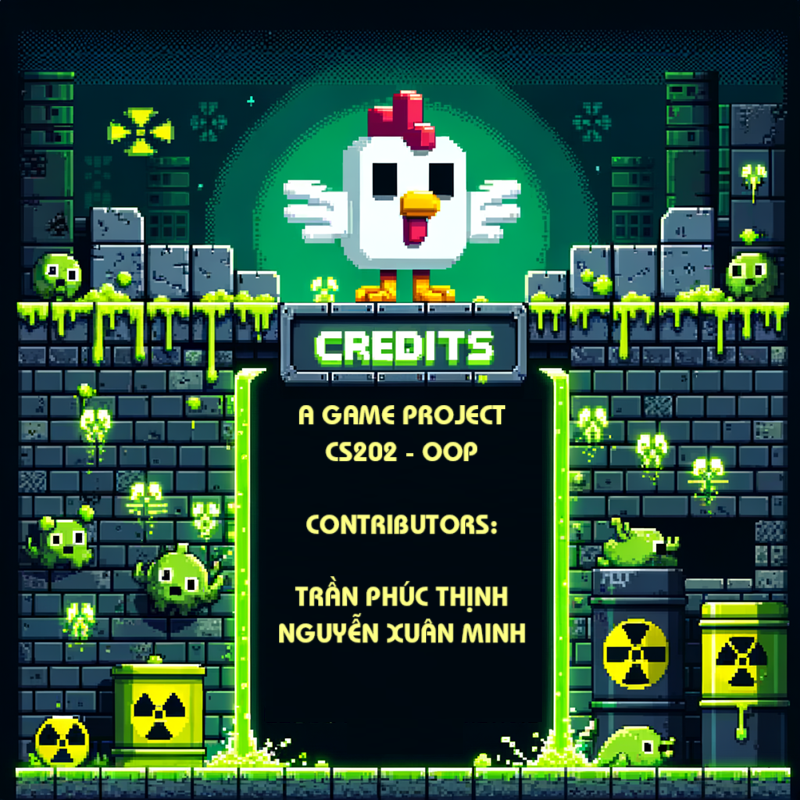 CREDITS
A GAME PROJECT
CS202 - OOP
CONTRIBUTORS:
TRẦN PHÚC THỊNH
NGUYỄN XUÂN MINH